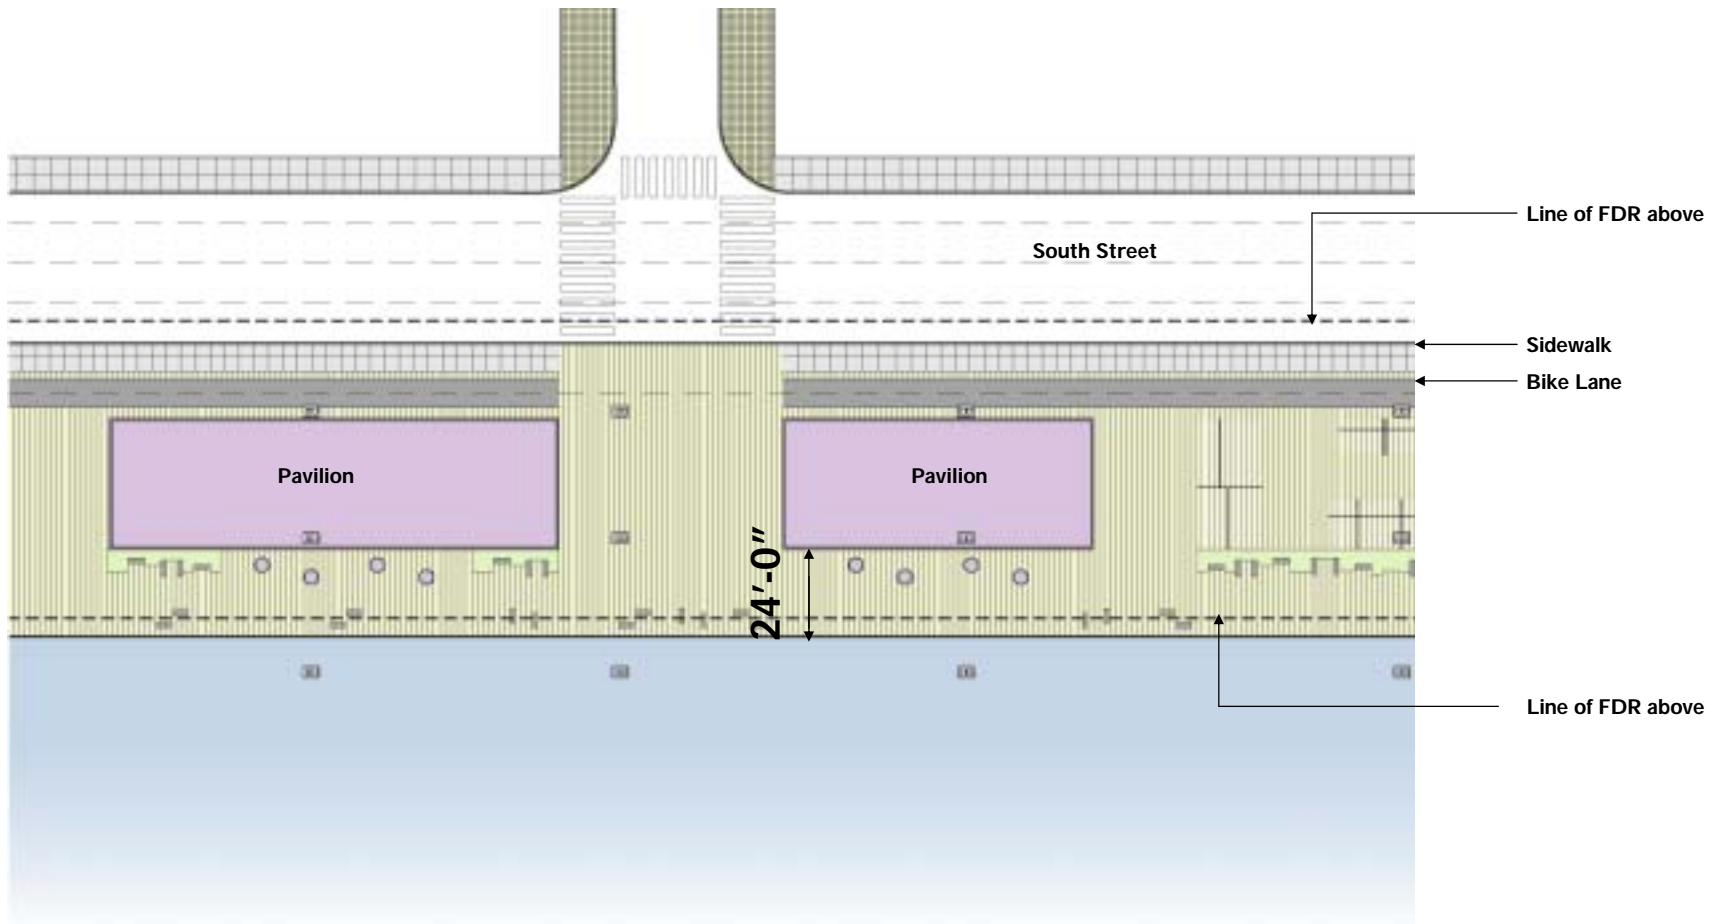 Line of FDR above
South Street
Sidewalk
Bike Lane
Pavilion
Pavilion
24'-0"
Line of FDR above